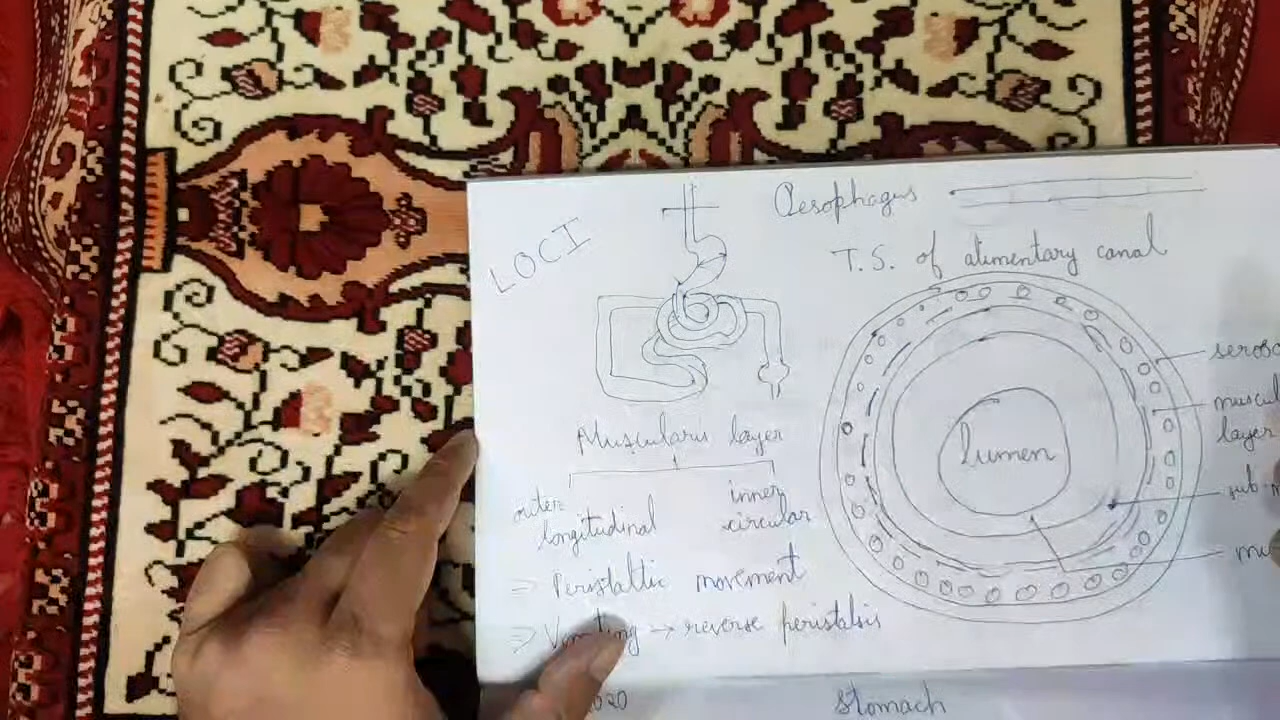 LOCI
Oesophagus
T.S. of alimentary canal
Lumen
serosa
layer
Muscularis layer
outer longitudinal
inner circular
⇒ Peristaltic movement
⇒ Vomiting → reverse peristalsis
Stomach